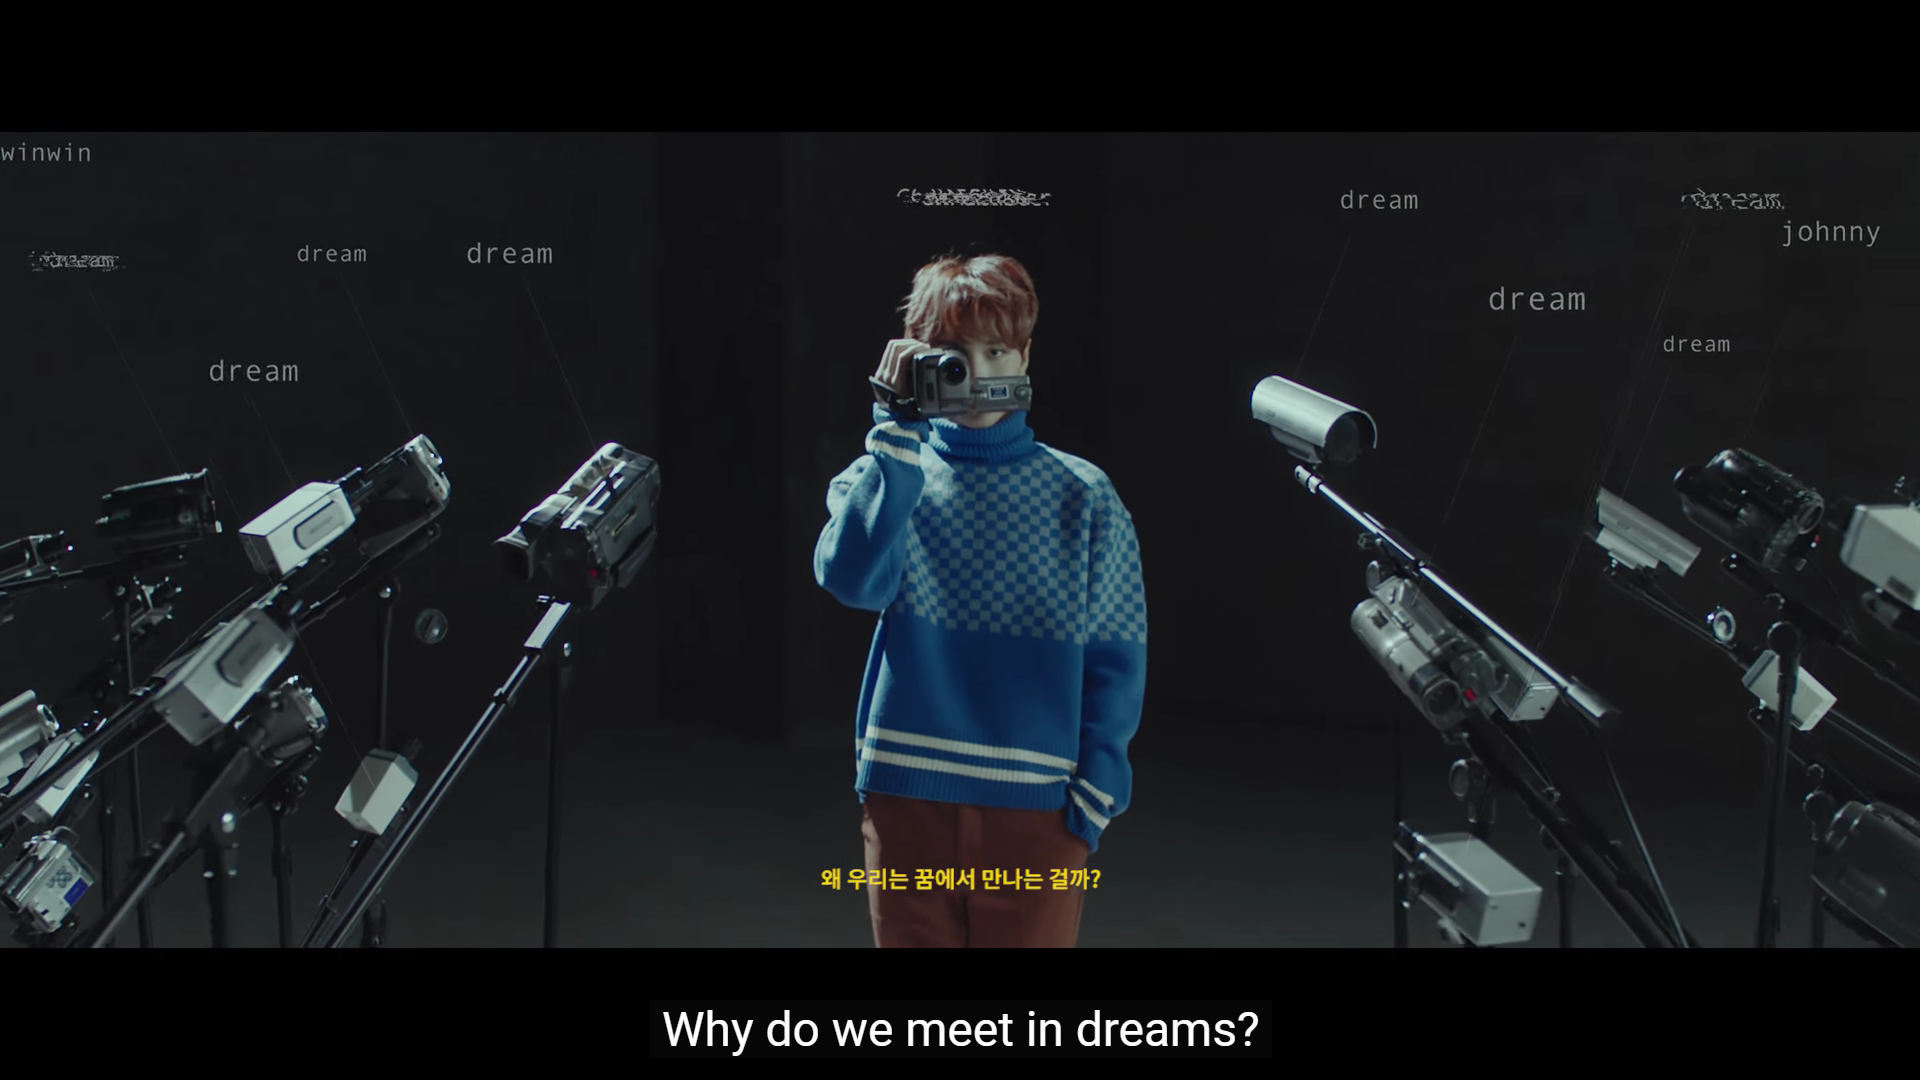 winwin
dream
dream
johnny
dream
dream
dream
dream
dream
왜 우리는 꿈에서 만나는 걸까?
Why do we meet in dreams?